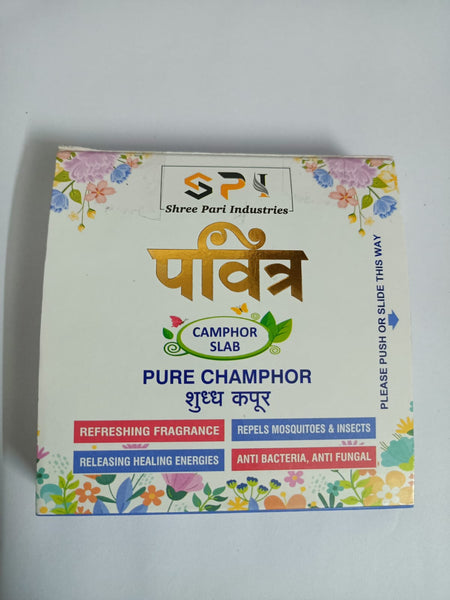 SPI
Shree Pari Industries
पवित्र
CAMPHOR
SLAB
PURE CHAMPHOR
शुध्ध कपूर
REFRESHING FRAGRANCE
REPELS MOSQUITOES & INSECTS
RELEASING HEALING ENERGIES
ANTI BACTERIA, ANTI FUNGAL
PLEASE PUSH OR SLIDE THIS WAY